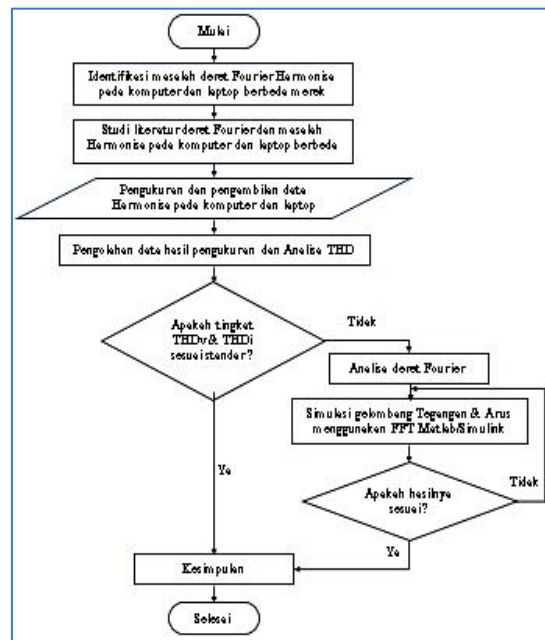 Mulai
Identifikasi masalah deret Fourier Harmonisa
pada komputer dan laptop berbeda merek
Studi literatur deret Fourier dan masalah
Harmonisa pada komputer dan laptop berbeda
Pengukuran dan pengambilan data
Harmonisa pada komputer dan laptop
Pengolahan data hasil pengukuran dan Analisa THD
Apakah tingkat
THDv & THDi
sesuai standar?
Tidak
Analisa deret Fourier
Simulasi gelombang Tegangan & Arus
menggunakan FFT Matlab/Simulink
Ya
Apakah hasilnya
sesuai?
Tidak
Ya
Kesimpulan
Selesai